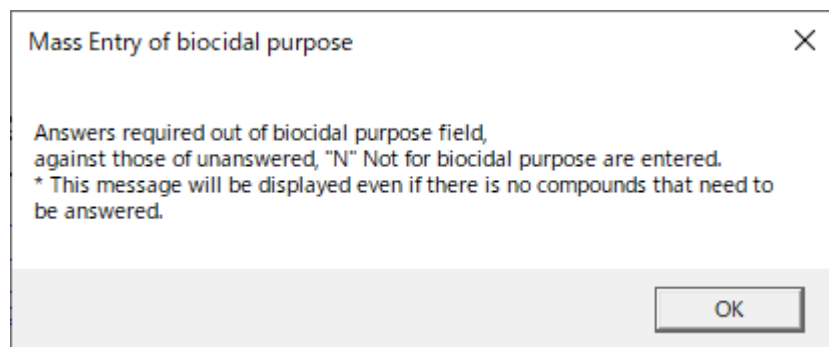 Mass Entry of biocidal purpose
Answers required out of biocidal purpose field,
against those of unanswered, "N" Not for biocidal purpose are entered.
* This message will be displayed even if there is no compounds that need to
be answered.
OK